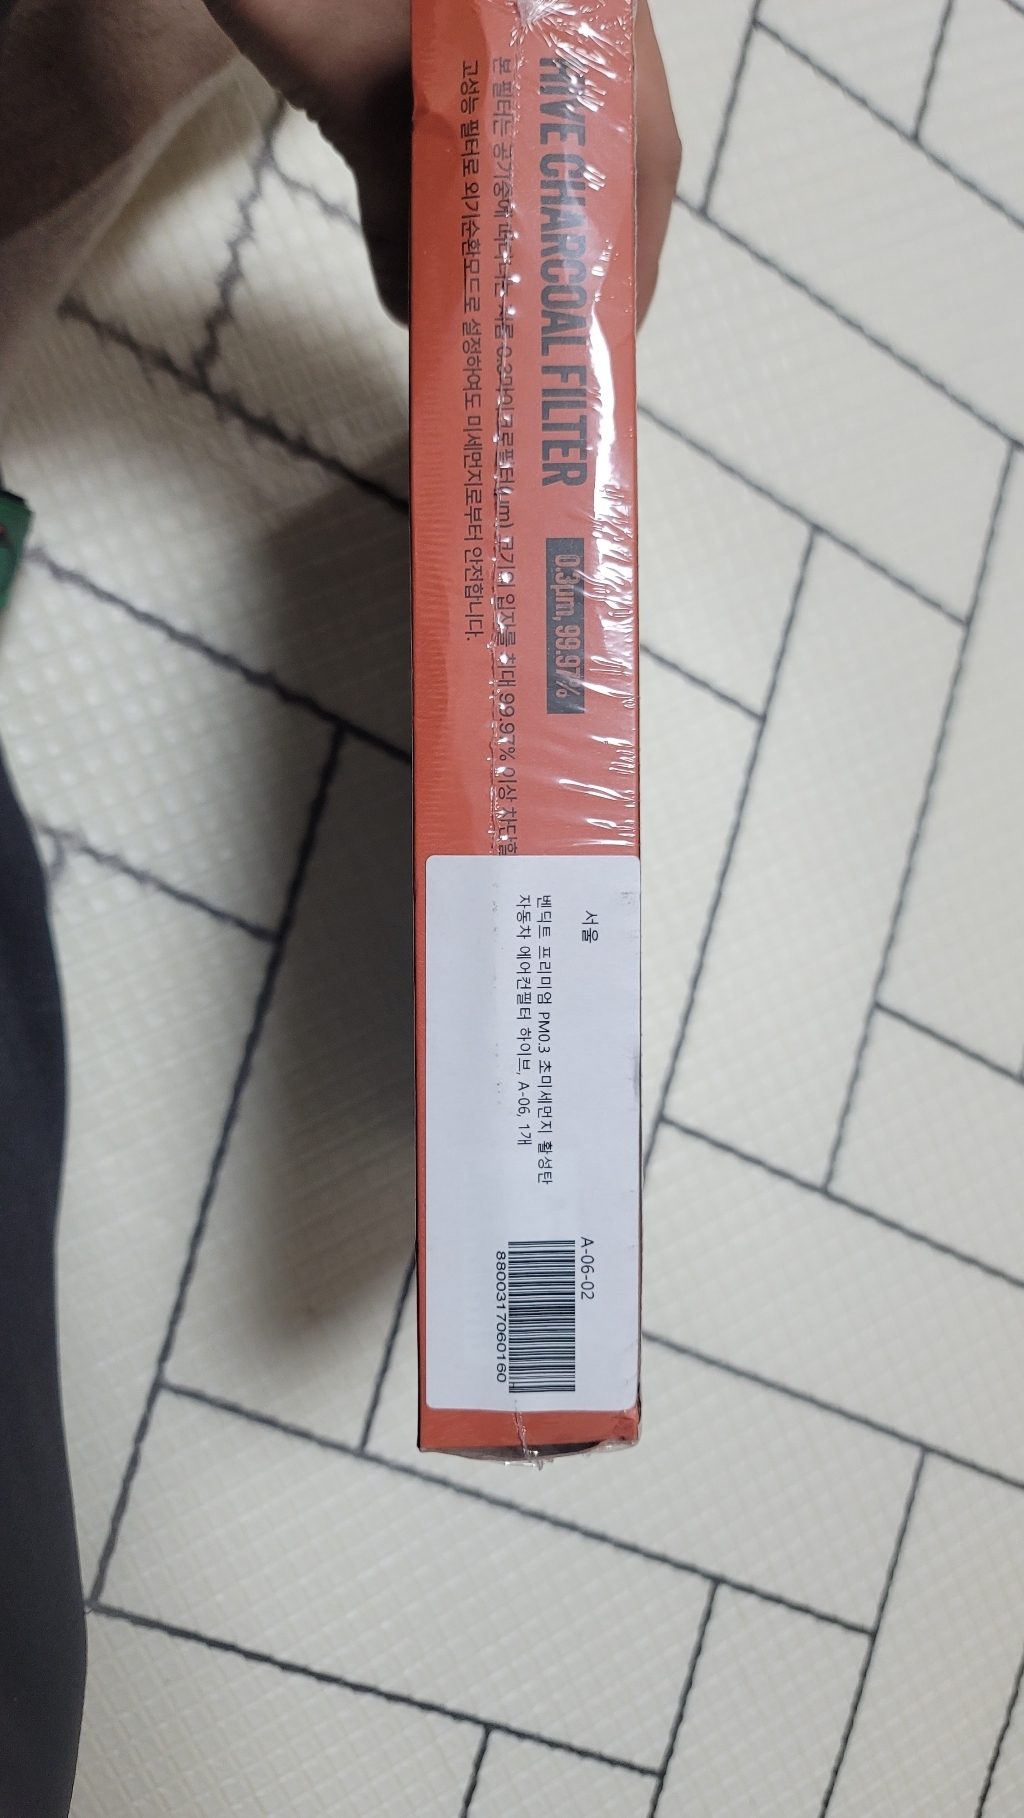 HIVE CHARCOAL FILTER
0.3μm, 99.97%
본 필터는 공기중에 떠다니는 지름 0.3마이크로필터(μm) 크기의 입자를 최대 99.97% 이상 차단할
고성능 필터로 외기순환모드로 설정하여도 미세먼지로부터 안전합니다.
서울
벤딕트 프리미엄 PM0.3 초미세먼지 활성탄
자동차 에어컨필터 하이브, A-06, 1개
A-06-02
8800317060160